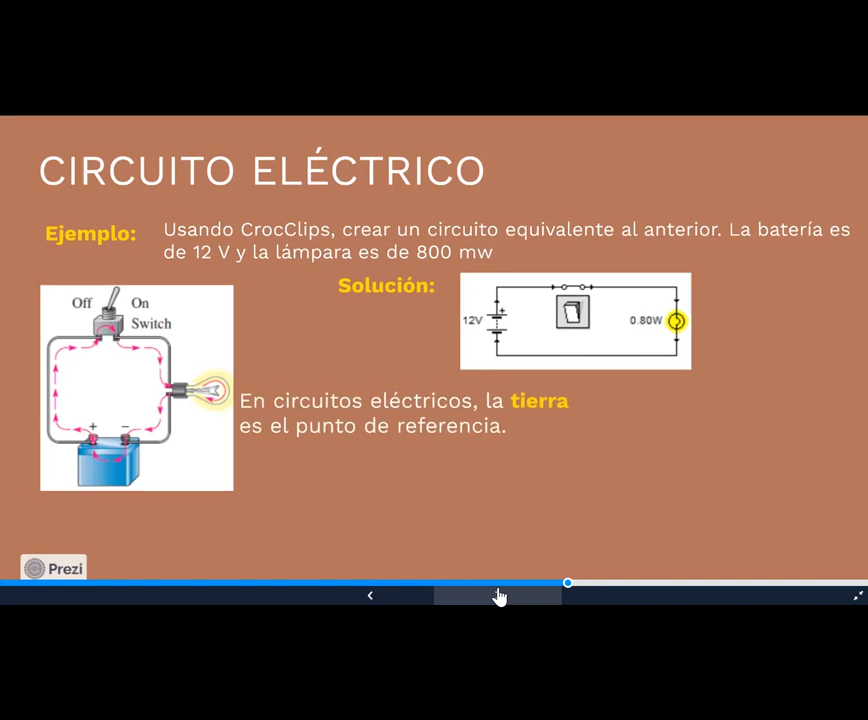 CIRCUITO ELÉCTRICO
Ejemplo:
Usando CrocClips, crear un circuito equivalente al anterior. La batería es
de 12 V y la lámpara es de 800 mw
Solución:
Off On
Switch
+ −
12V
+
0.80W
En circuitos eléctricos, la tierra
es el punto de referencia.
Prezi